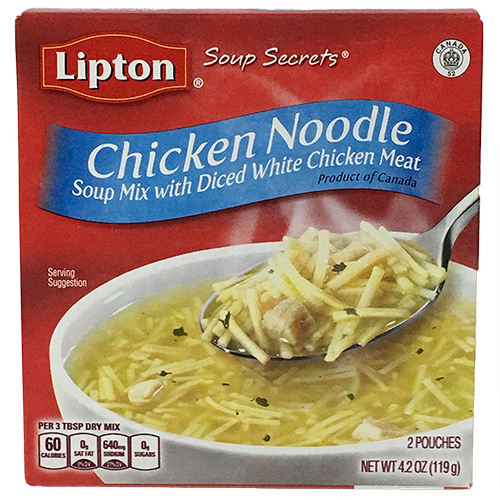 Lipton® Soup Secrets®
CANADA
52
Chicken Noodle
Soup Mix with Diced White Chicken Meat
Product of Canada
Serving
Suggestion
PER 3 TBSP DRY MIX
60 0g 640mg 0g
CALORIES SAT FAT SODIUM SUGARS
2 POUCHES
NET WT 4.2 OZ (119g)